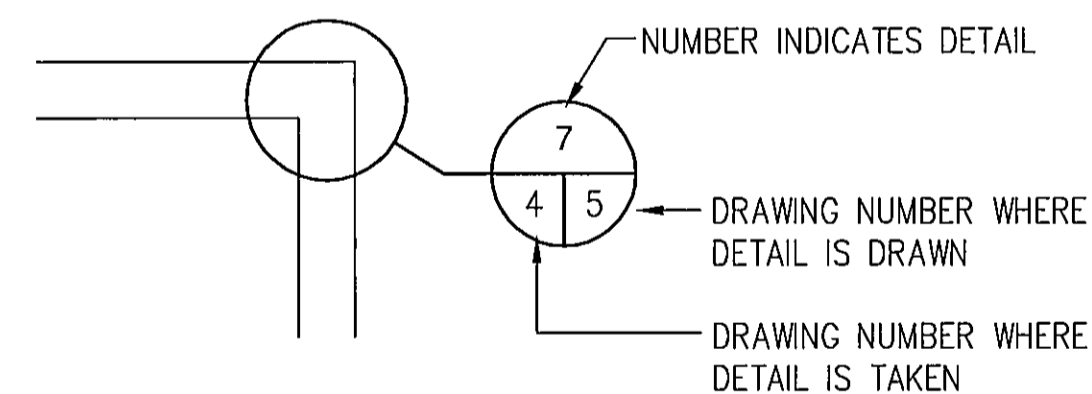 NUMBER INDICATES DETAIL
7
4 5
DRAWING NUMBER WHERE
DETAIL IS DRAWN
DRAWING NUMBER WHERE
DETAIL IS TAKEN